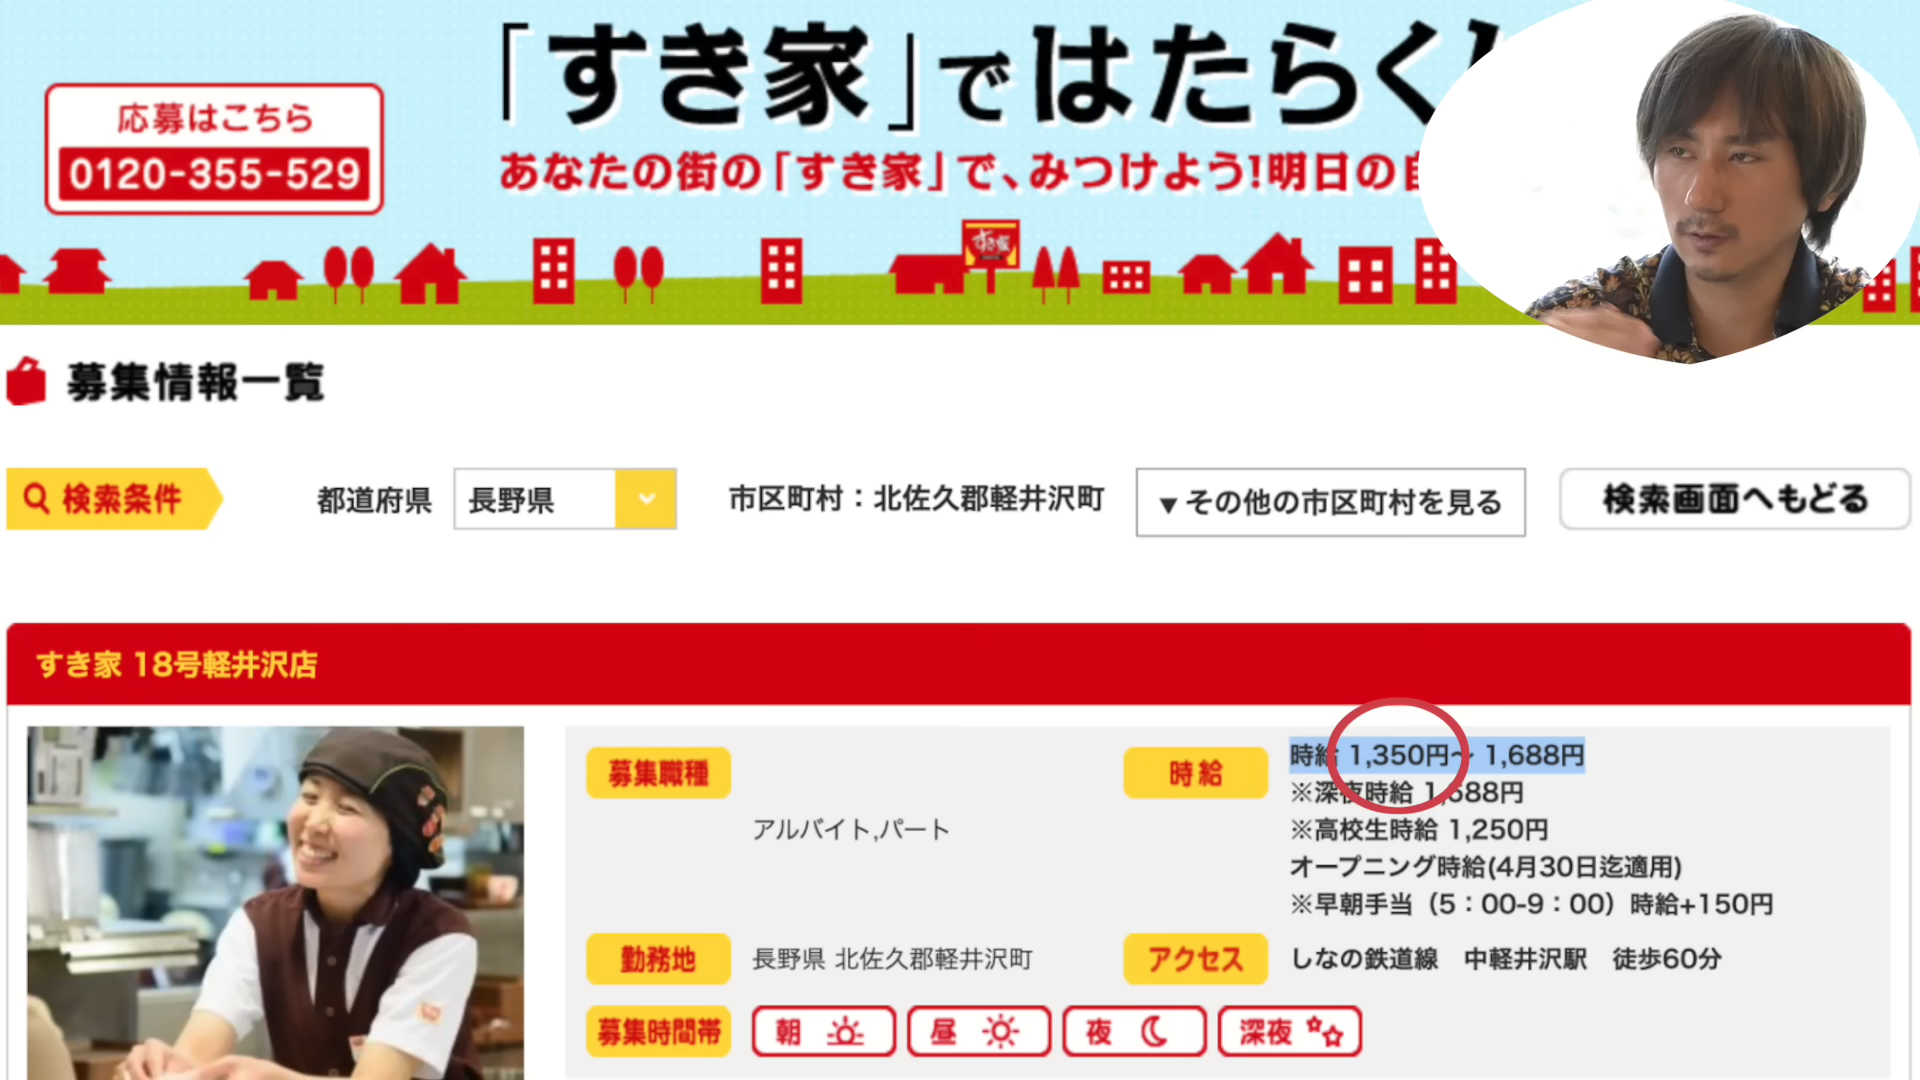 「すき家」ではたらく
応募はこちら
0120-355-529
あなたの街の「すき家」で、みつけよう!明日の
すき家
募集情報一覧
検索条件 都道府県 長野県 市区町村：北佐久郡軽井沢町 ▼その他の市区町村を見る 検索画面へもどる
すき家 18号軽井沢店
募集職種 アルバイト,パート
時給 時給 1,350円～ 1,688円
※深夜時給 1,688円
※高校生時給 1,250円
オープニング時給(4月30日迄適用)
※早朝手当（5：00-9：00）時給+150円
勤務地 長野県 北佐久郡軽井沢町 アクセス しなの鉄道線 中軽井沢駅 徒歩60分
募集時間帯 朝 昼 夜 深夜